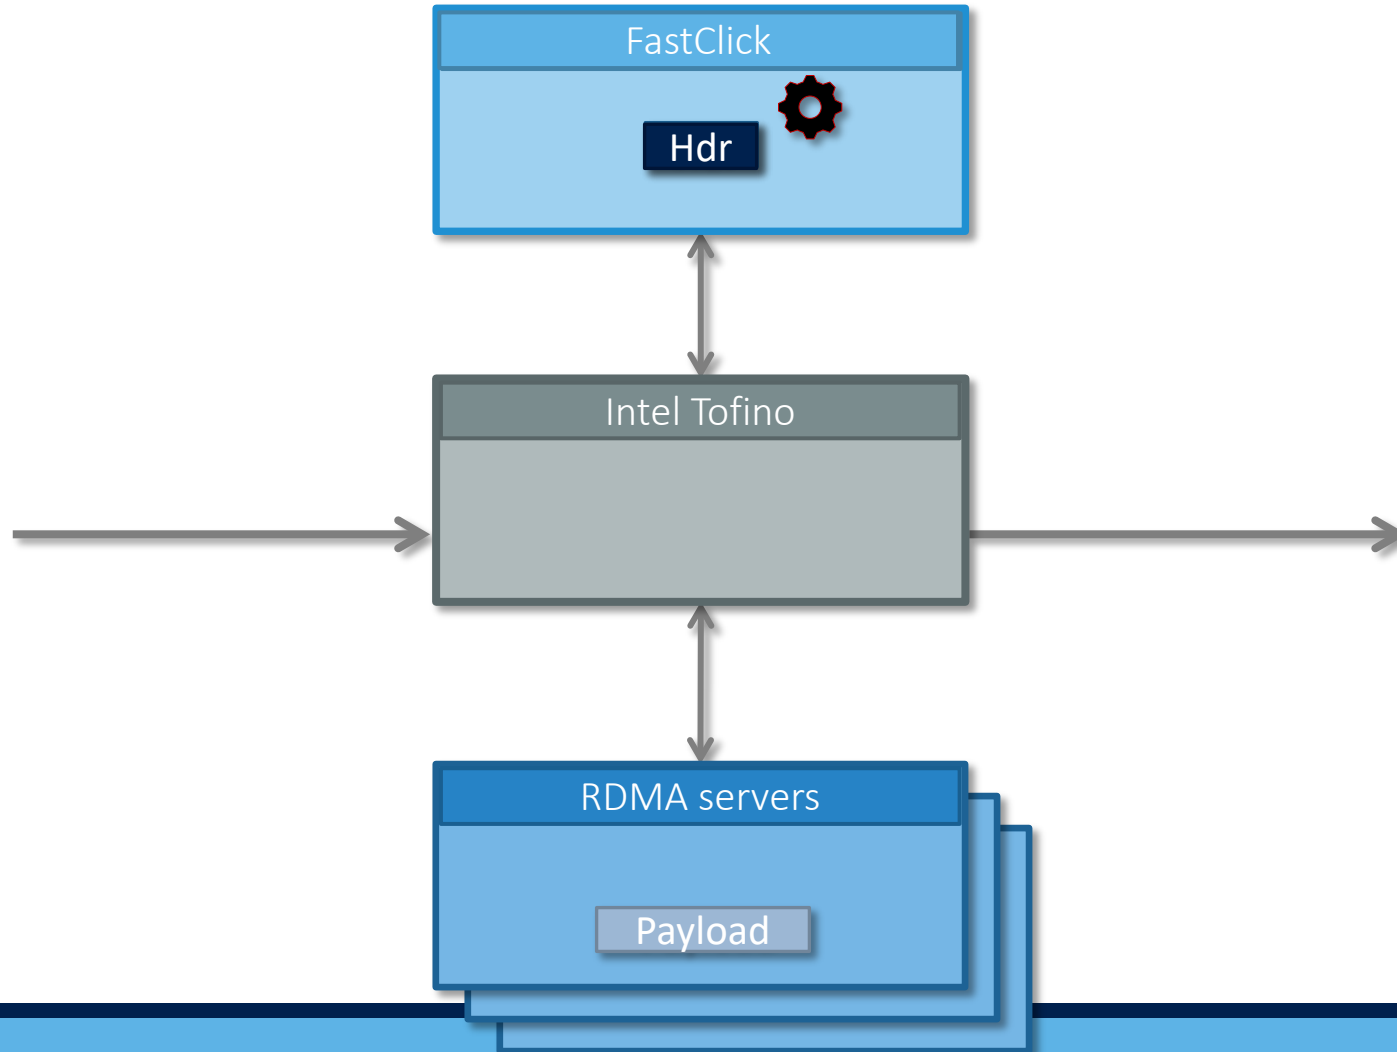 FastClick
Hdr
Intel Tofino
RDMA servers
Payload